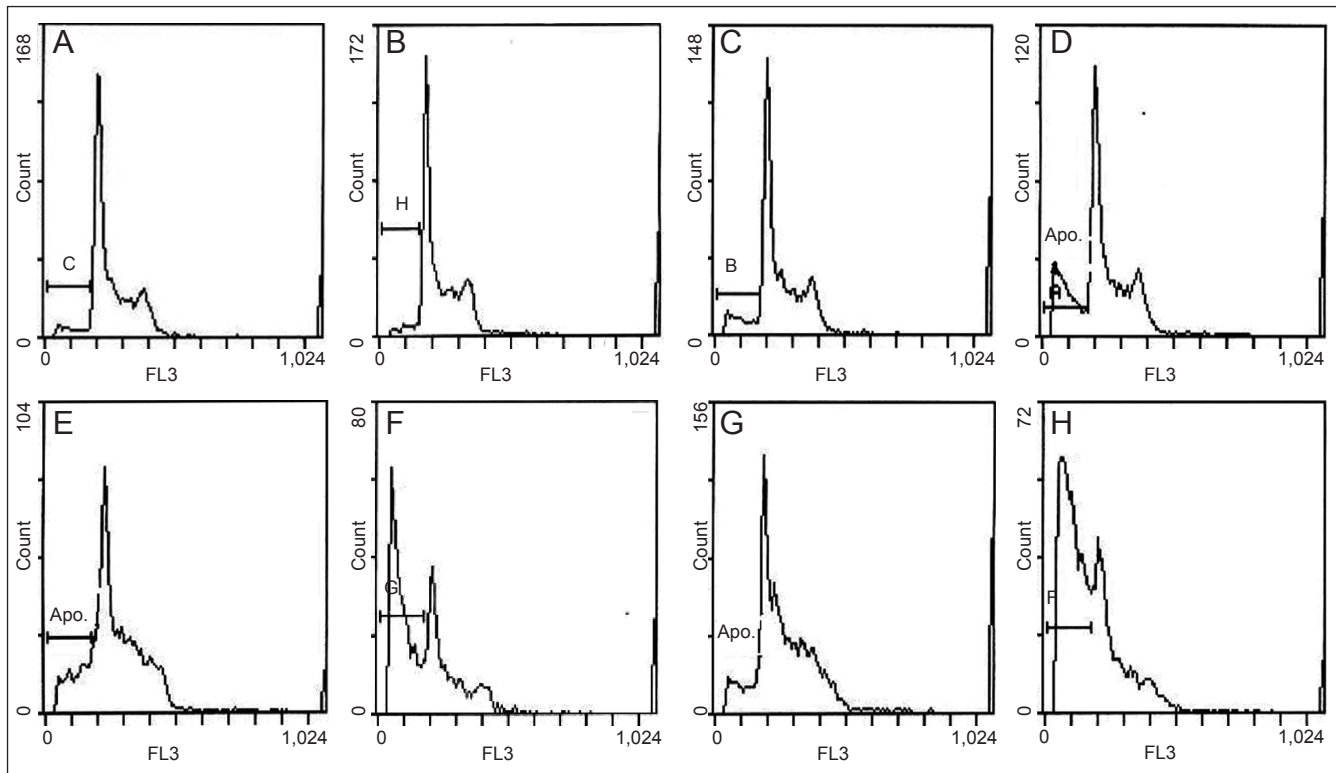 A
168
Count
C
0
0
1,024
FL3
B
172
Count
H
0
0
1,024
FL3
C
148
Count
B
0
0
1,024
FL3
D
120
Count
Apo.
0
0
1,024
FL3
E
104
Count
Apo.
0
0
1,024
FL3
F
80
Count
G
0
0
1,024
FL3
G
156
Count
Apo.
0
0
1,024
FL3
H
72
Count
F
0
0
1,024
FL3